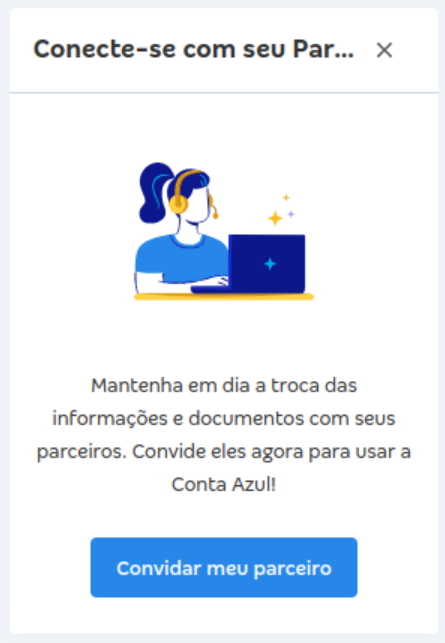 Conecte-se com seu Par...
Mantenha em dia a troca das
informações e documentos com seus
parceiros. Convide eles agora para usar a
Conta Azul!
Convidar meu parceiro